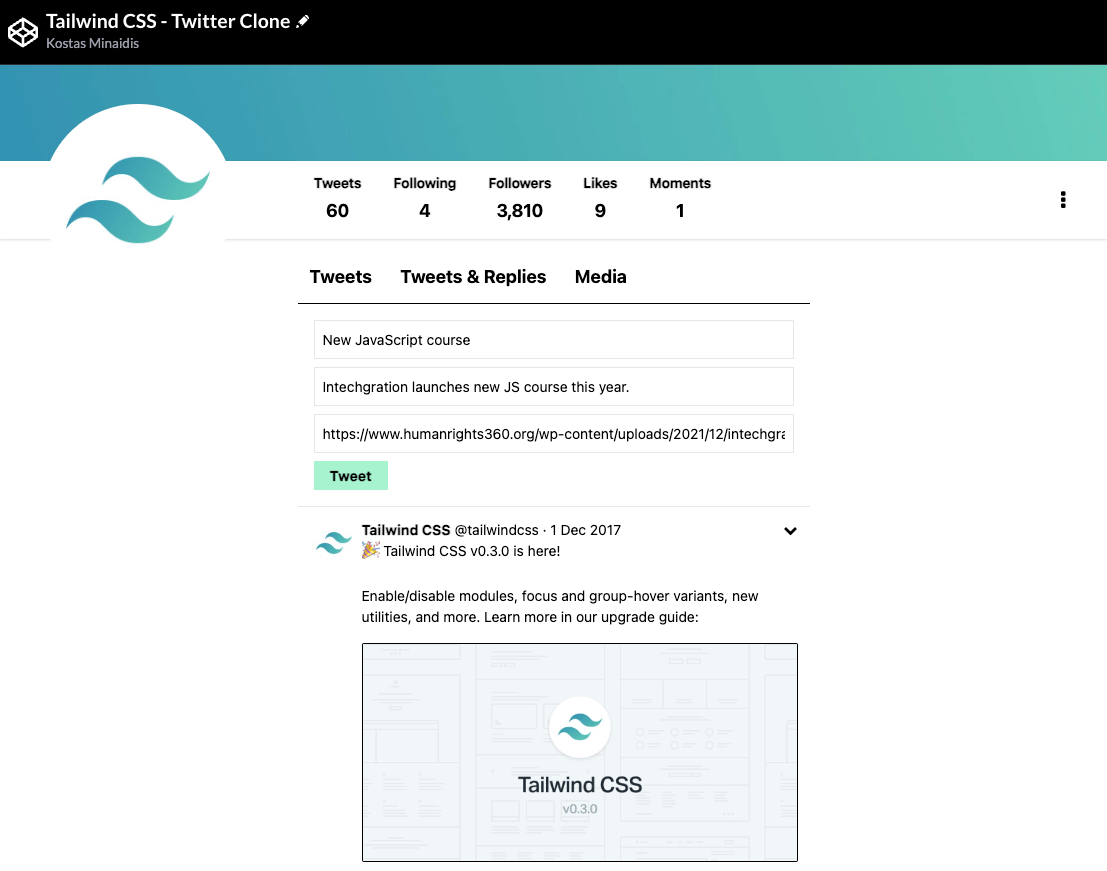 Tailwind CSS - Twitter Clone
Kostas Minaidis
Tweets Following Followers Likes Moments
60 4 3,810 9 1
Tweets Tweets & Replies Media
New JavaScript course
Intechgration launches new JS course this year.
https://www.humanrights360.org/wp-content/uploads/2021/12/intechgra
Tweet
Tailwind CSS @tailwindcss · 1 Dec 2017
🎉 Tailwind CSS v0.3.0 is here!
Enable/disable modules, focus and group-hover variants, new
utilities, and more. Learn more in our upgrade guide:
Tailwind CSS
v0.3.0